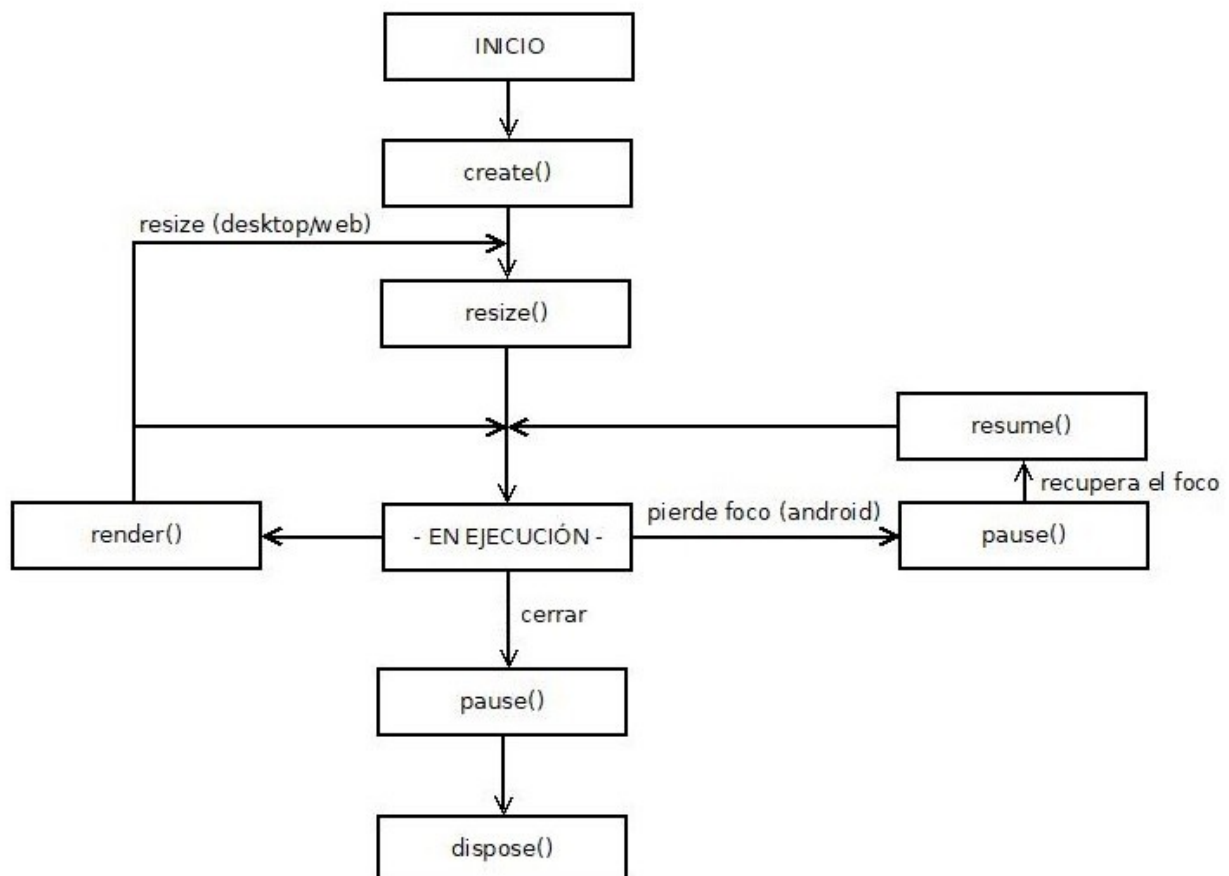 INICIO
create()
resize (desktop/web)
resize()
resume()
recupera el foco
render()
- EN EJECUCIÓN -
pierde foco (android)
pause()
cerrar
pause()
dispose()